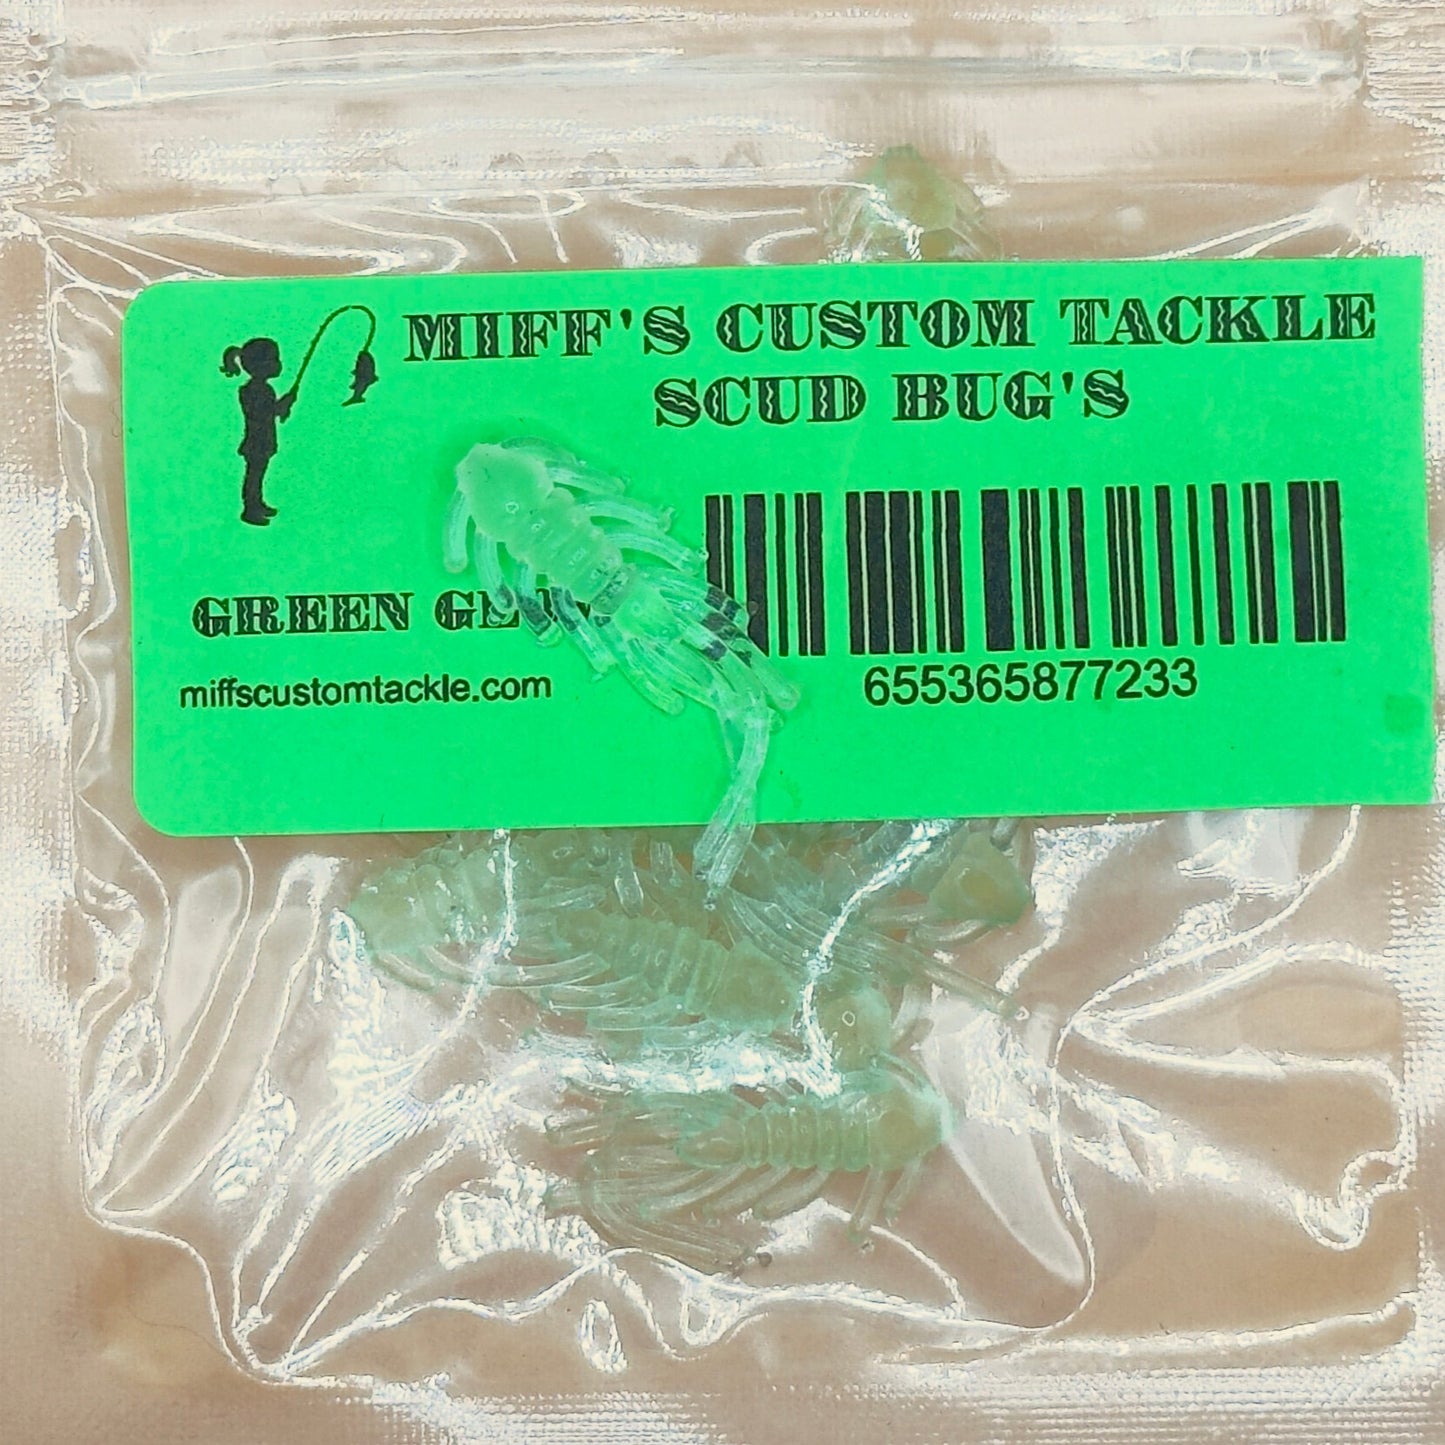 MIFF'S CUSTOM TACKLE
SCUD BUG'S
GREEN
miffscustomtackle.com
655365877233